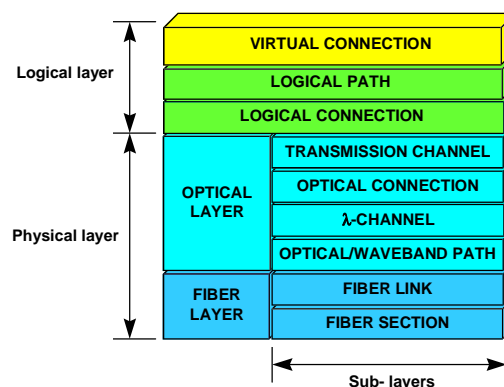 VIRTUAL CONNECTION
Logical layer
LOGICAL PATH
LOGICAL CONNECTION
TRANSMISSION CHANNEL
OPTICAL
LAYER
OPTICAL CONNECTION
λ-CHANNEL
Physical layer
OPTICAL/WAVEBAND PATH
FIBER
LAYER
FIBER LINK
FIBER SECTION
Sub- layers